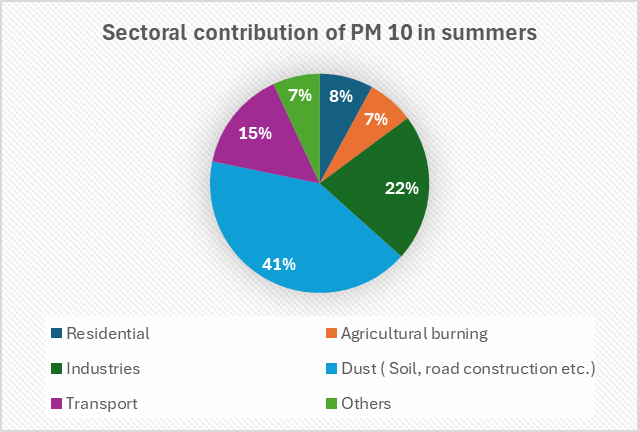 Sectoral contribution of PM 10 in summers
7% 8%
7%
15%
22%
41%
Residential Agricultural burning
Industries Dust ( Soil, road construction etc.)
Transport Others